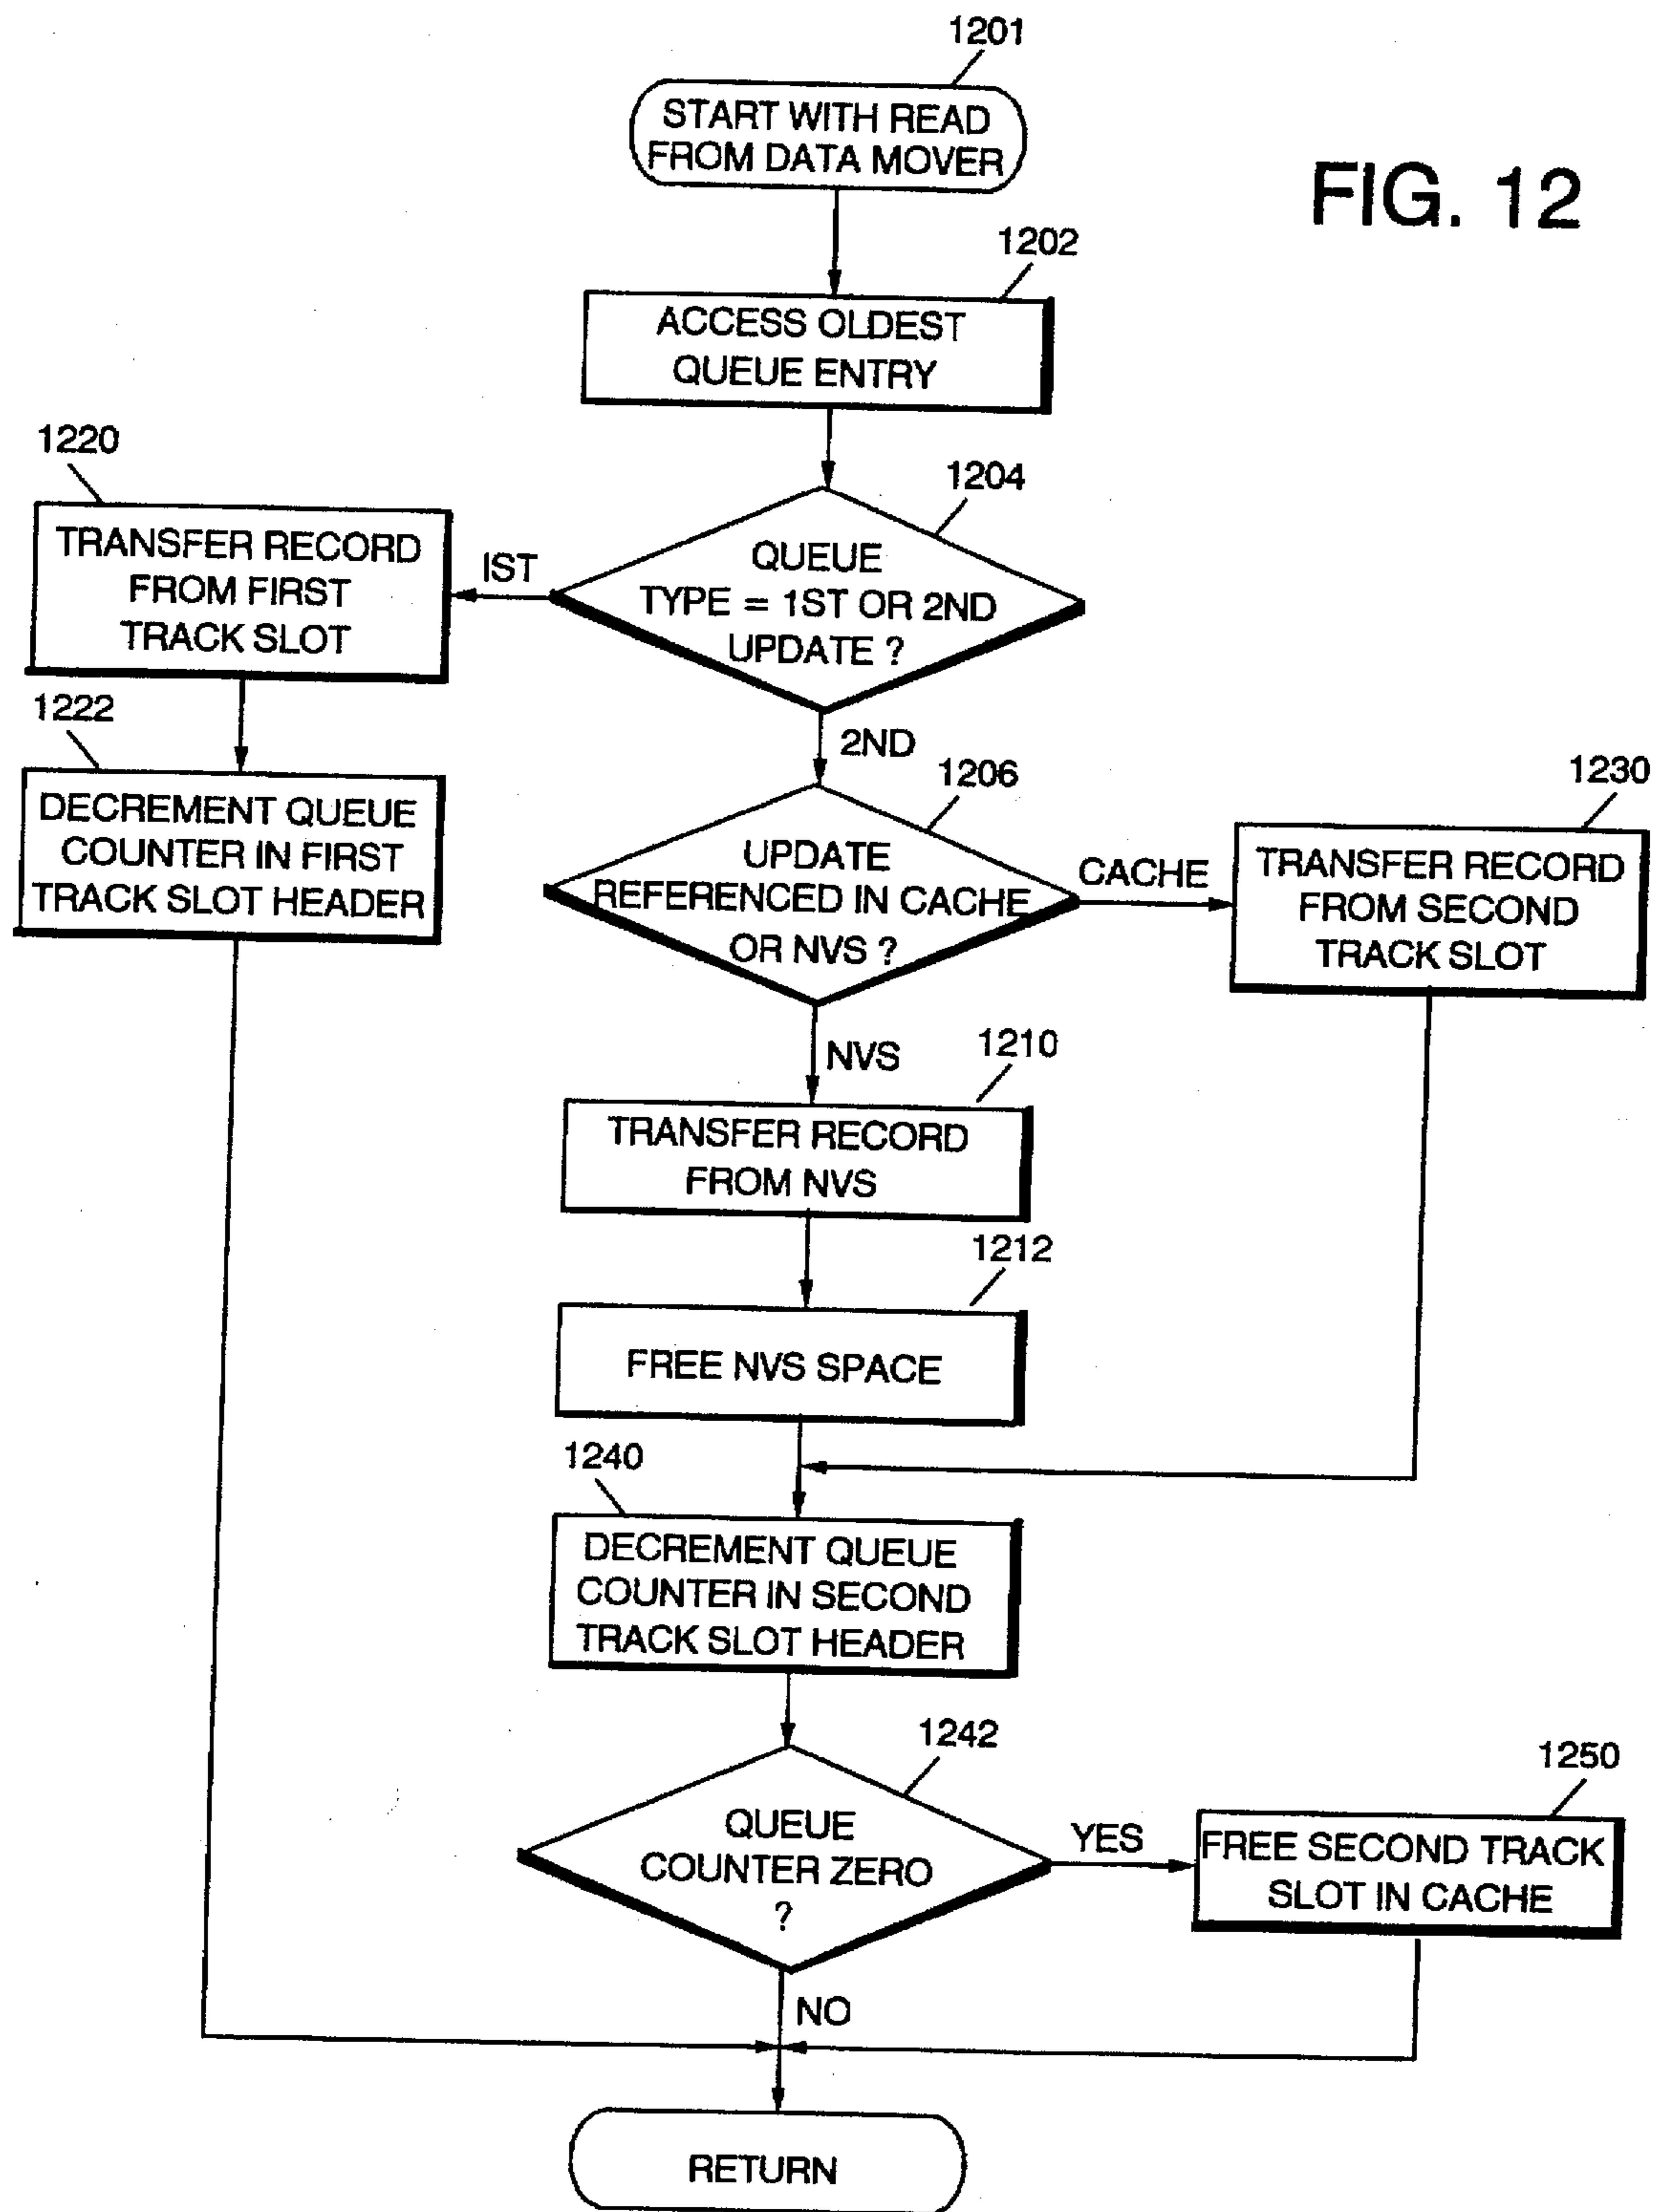 1201
START WITH READ
FROM DATA MOVER
FIG. 12
1202
ACCESS OLDEST
QUEUE ENTRY
1220
TRANSFER RECORD
FROM FIRST
TRACK SLOT
1204
QUEUE
TYPE = 1ST OR 2ND
UPDATE ?
IST
2ND
1222
DECREMENT QUEUE
COUNTER IN FIRST
TRACK SLOT HEADER
1206
UPDATE
REFERENCED IN CACHE
OR NVS ?
CACHE
1230
TRANSFER RECORD
FROM SECOND
TRACK SLOT
NVS
1210
TRANSFER RECORD
FROM NVS
1212
FREE NVS SPACE
1240
DECREMENT QUEUE
COUNTER IN SECOND
TRACK SLOT HEADER
1242
QUEUE
COUNTER ZERO
?
YES
1250
FREE SECOND TRACK
SLOT IN CACHE
NO
RETURN